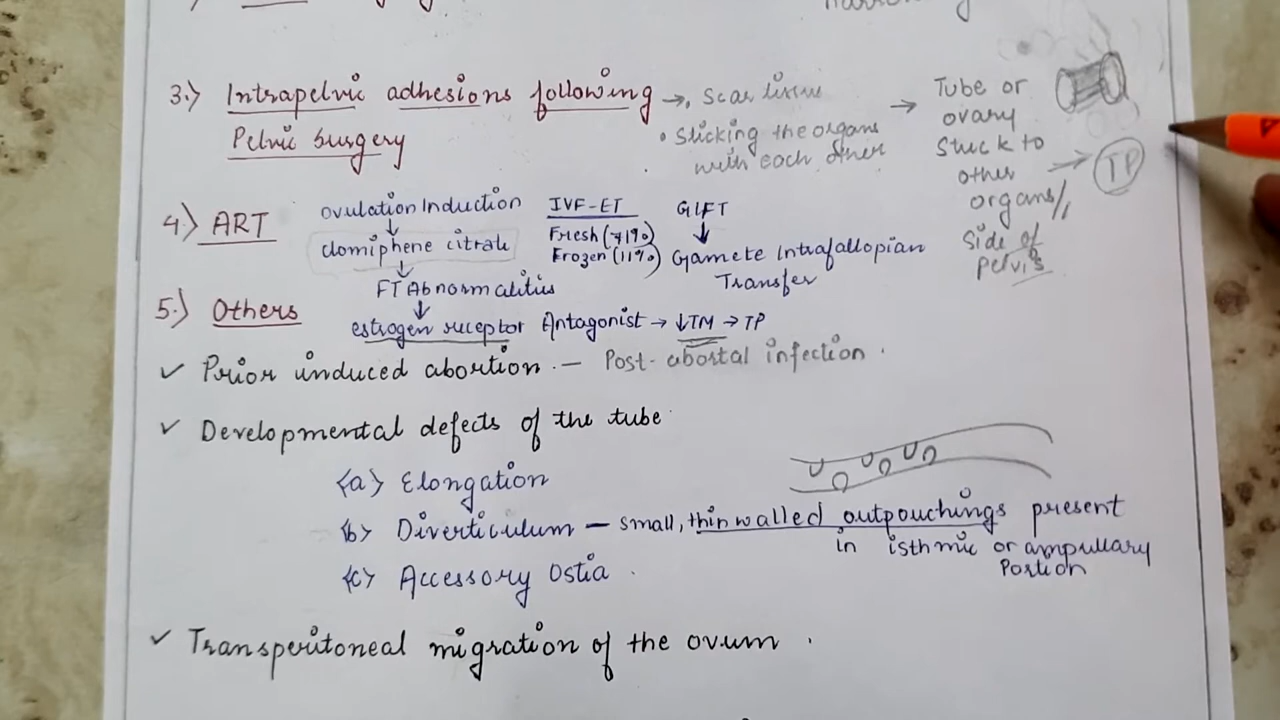 3.) Intrapelvic adhesions following
Pelvic surgery
→ • Scar tissue
• Sticking the organs
with each other
→ Tube or
ovary
stuck to
other
organs//
side of
pelvis
→ TP
4.) ART
Ovulation Induction
↓
clomiphene citrate
↓
FT Abnormalities
↓
estrogen receptor Antagonist → ↓TM → TP
IVF-ET
Fresh
Frozen (11%)
GIFT
↓
Gamete Intrafallopian
Transfer
5.) Others
✓ Prior induced abortion. — Post-abortal infection.
✓ Developmental defects of the tube
(a) Elongation
(b) Diverticulum – small, thin walled outpouchings present
in isthmic or ampullary
Portion
(c) Accessory Ostia.
✓ Transperitoneal migration of the ovum.